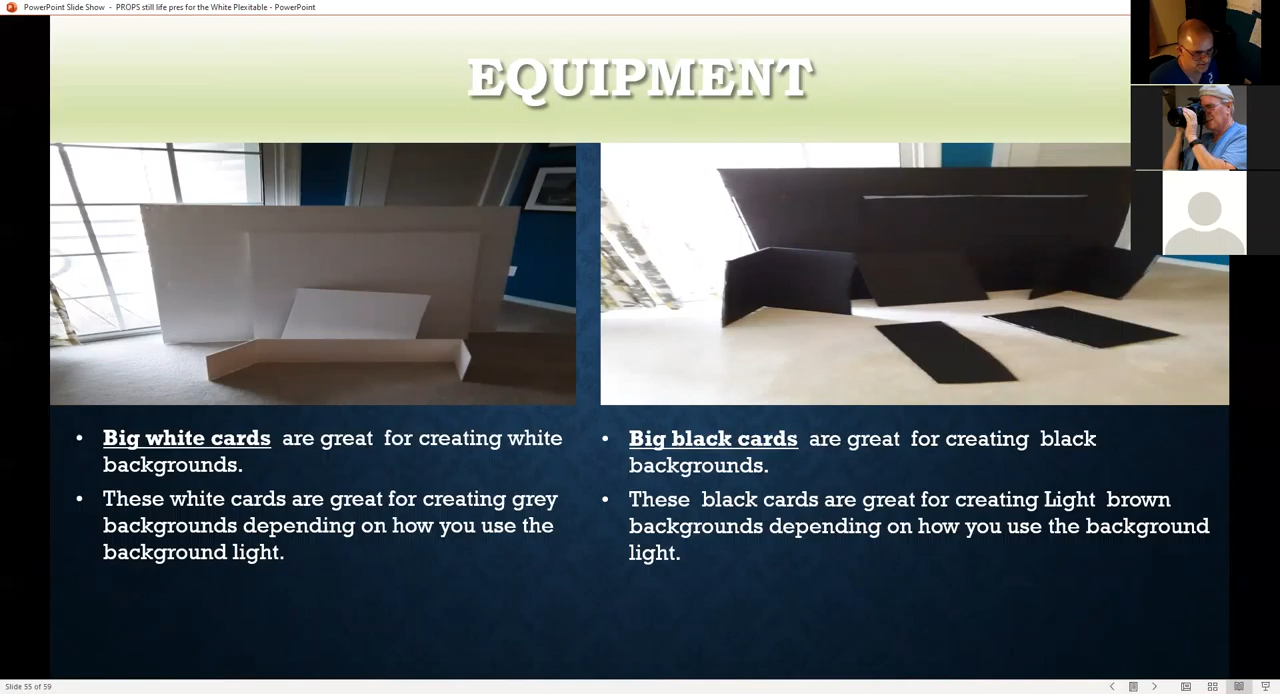 PowerPoint Slide Show - PROPS still life pres for the White Plexitable - PowerPoint
EQUIPMENT
• Big white cards are great for creating white
backgrounds.
• These white cards are great for creating grey
backgrounds depending on how you use the
background light.
• Big black cards are great for creating black
backgrounds.
• These black cards are great for creating Light brown
backgrounds depending on how you use the background
light.
Slide 55 of 59